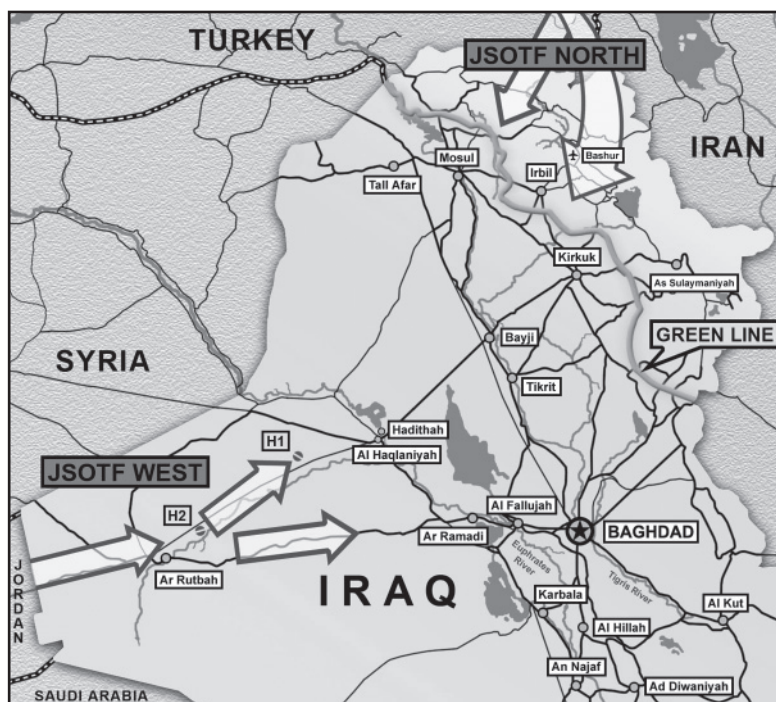 TURKEY
JSOTF NORTH
IRAN
Mosul
Bashur
Irbil
Tall Afar
Kirkuk
As Sulaymaniyah
SYRIA
Bayji
GREEN LINE
Tikrit
Hadithah
H1
Al Haqlaniyah
JSOTF WEST
H2
Al Fallujah
BAGHDAD
Ar Ramadi
Ar Rutbah
Euphrates
River
Tigris River
IRAQ
JORDAN
Karbala
Al Kut
Al Hillah
An Najaf
Ad Diwaniyah
SAUDI ARABIA